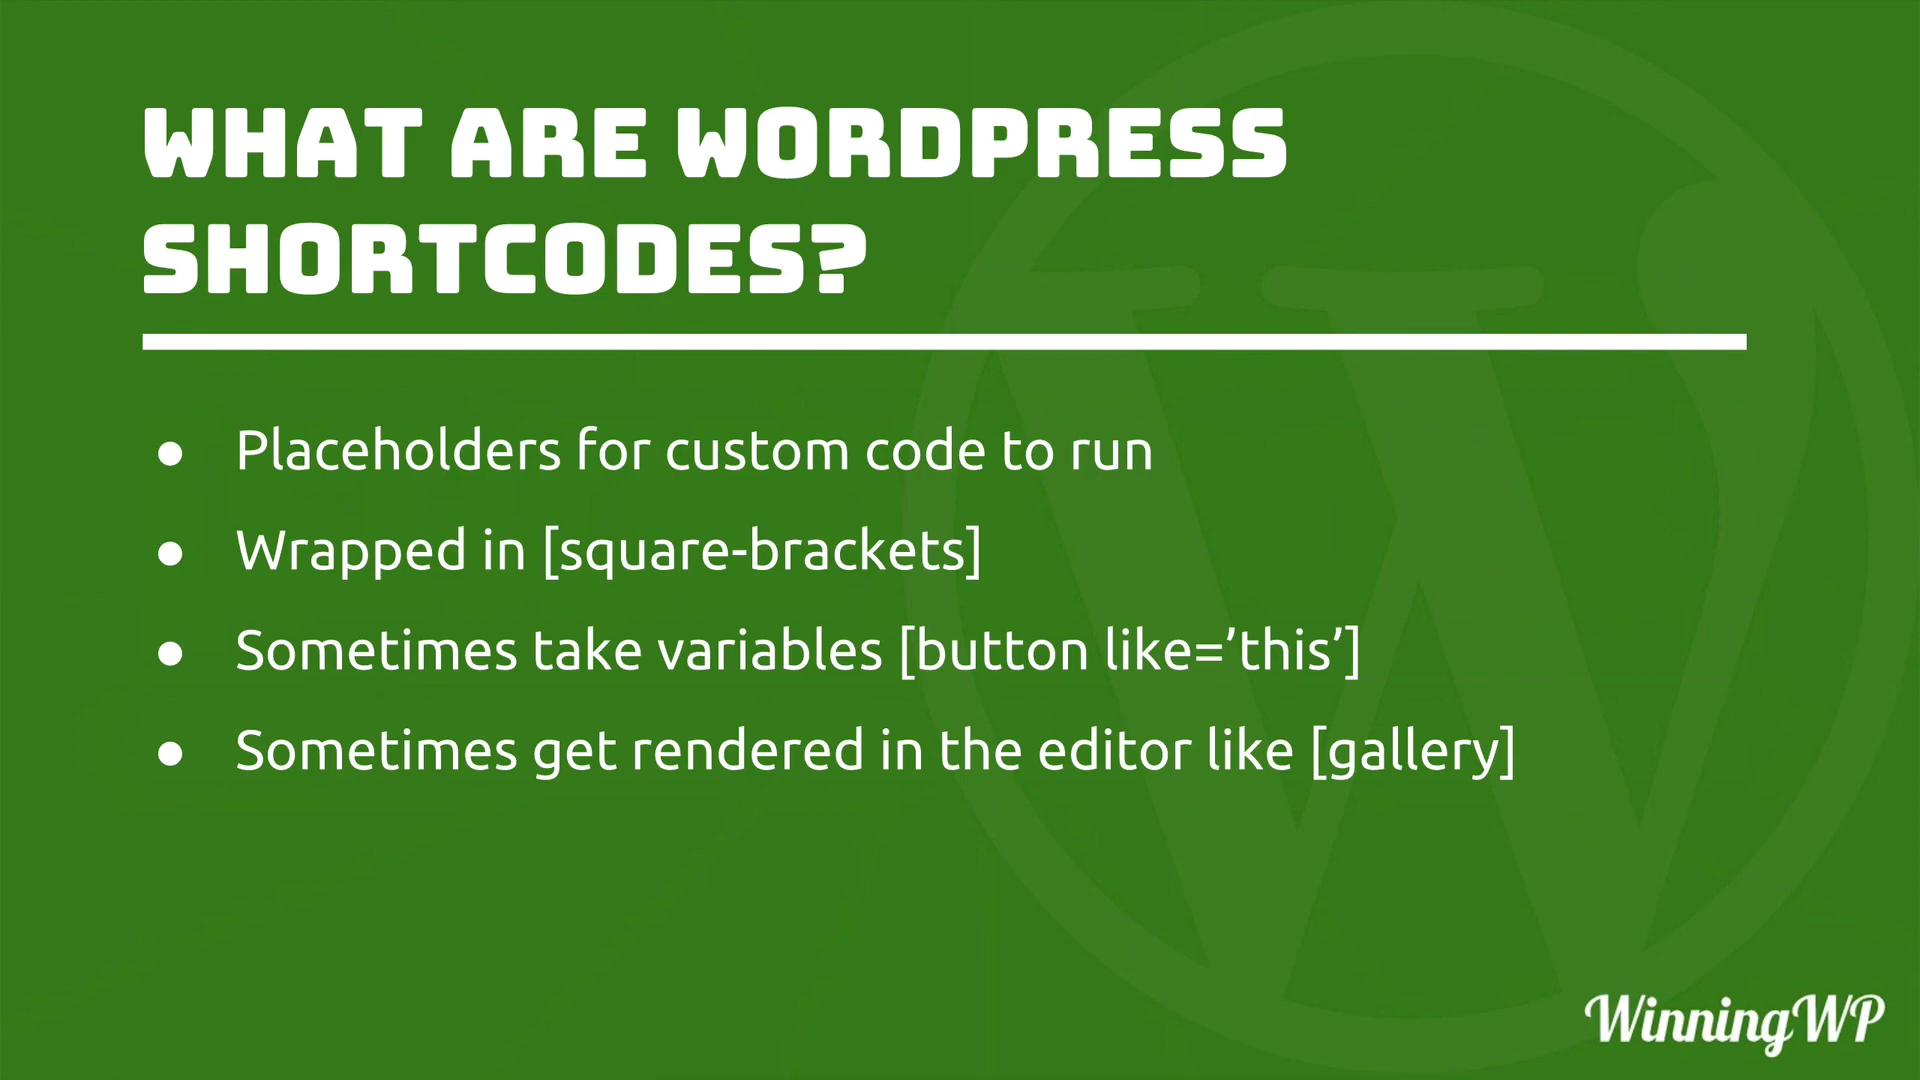 WHAT ARE WORDPRESS
SHORTCODES?
● Placeholders for custom code to run
● Wrapped in [square-brackets]
● Sometimes take variables [button like=’this’]
● Sometimes get rendered in the editor like [gallery]
WinningWP